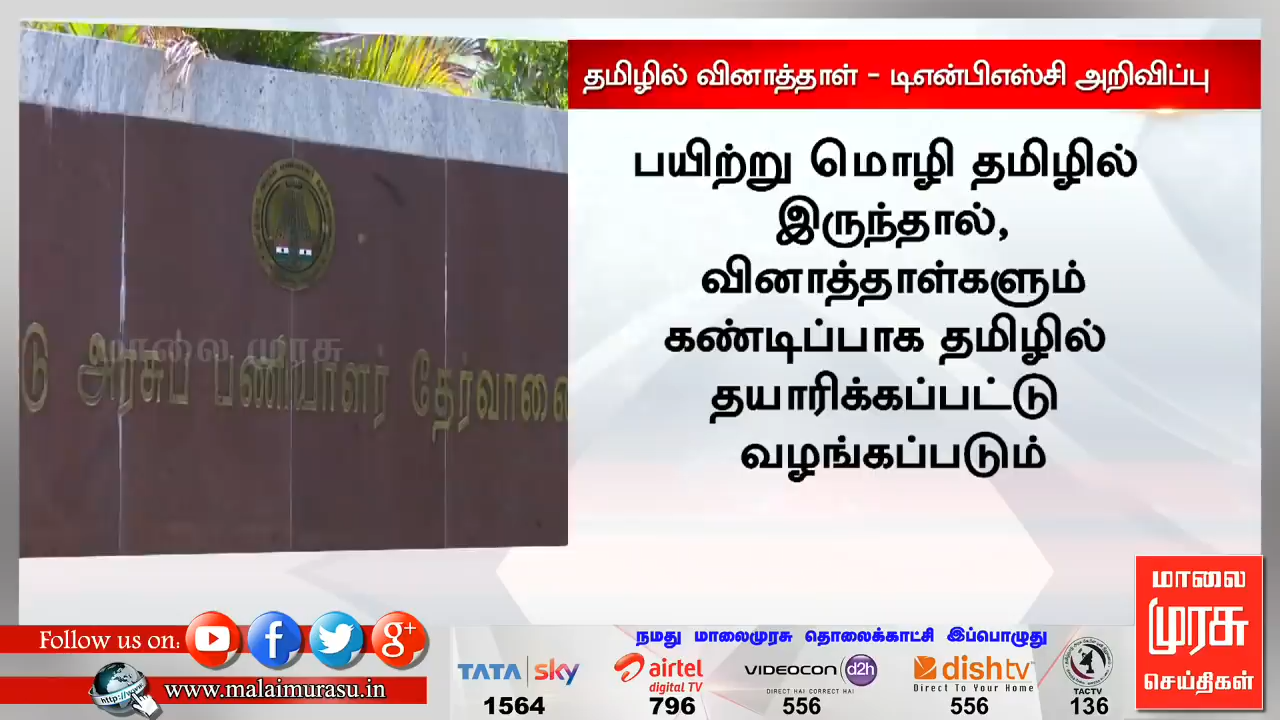 தமிழில் வினாத்தாள் - டிஎன்பிஎஸ்சி அறிவிப்பு
பயிற்று மொழி தமிழில்
இருந்தால்,
வினாத்தாள்களும்
கண்டிப்பாக தமிழில்
தயாரிக்கப்பட்டு
வழங்கப்படும்
மாலை முரசு
டு அரசுப் பணியாளர் தேர்வாணை
Follow us on:
http://
www.malaimurasu.in
நமது மாலைமுரசு தொலைக்காட்சி இப்பொழுது
TATA sky
1564
airtel
digital TV
796
VIDEOCON d2h
DIRECT HAI CORRECT HAI
556
dishtv
Direct To Your Home
556
TACTV
136
மாலை
முரசு
செய்திகள்